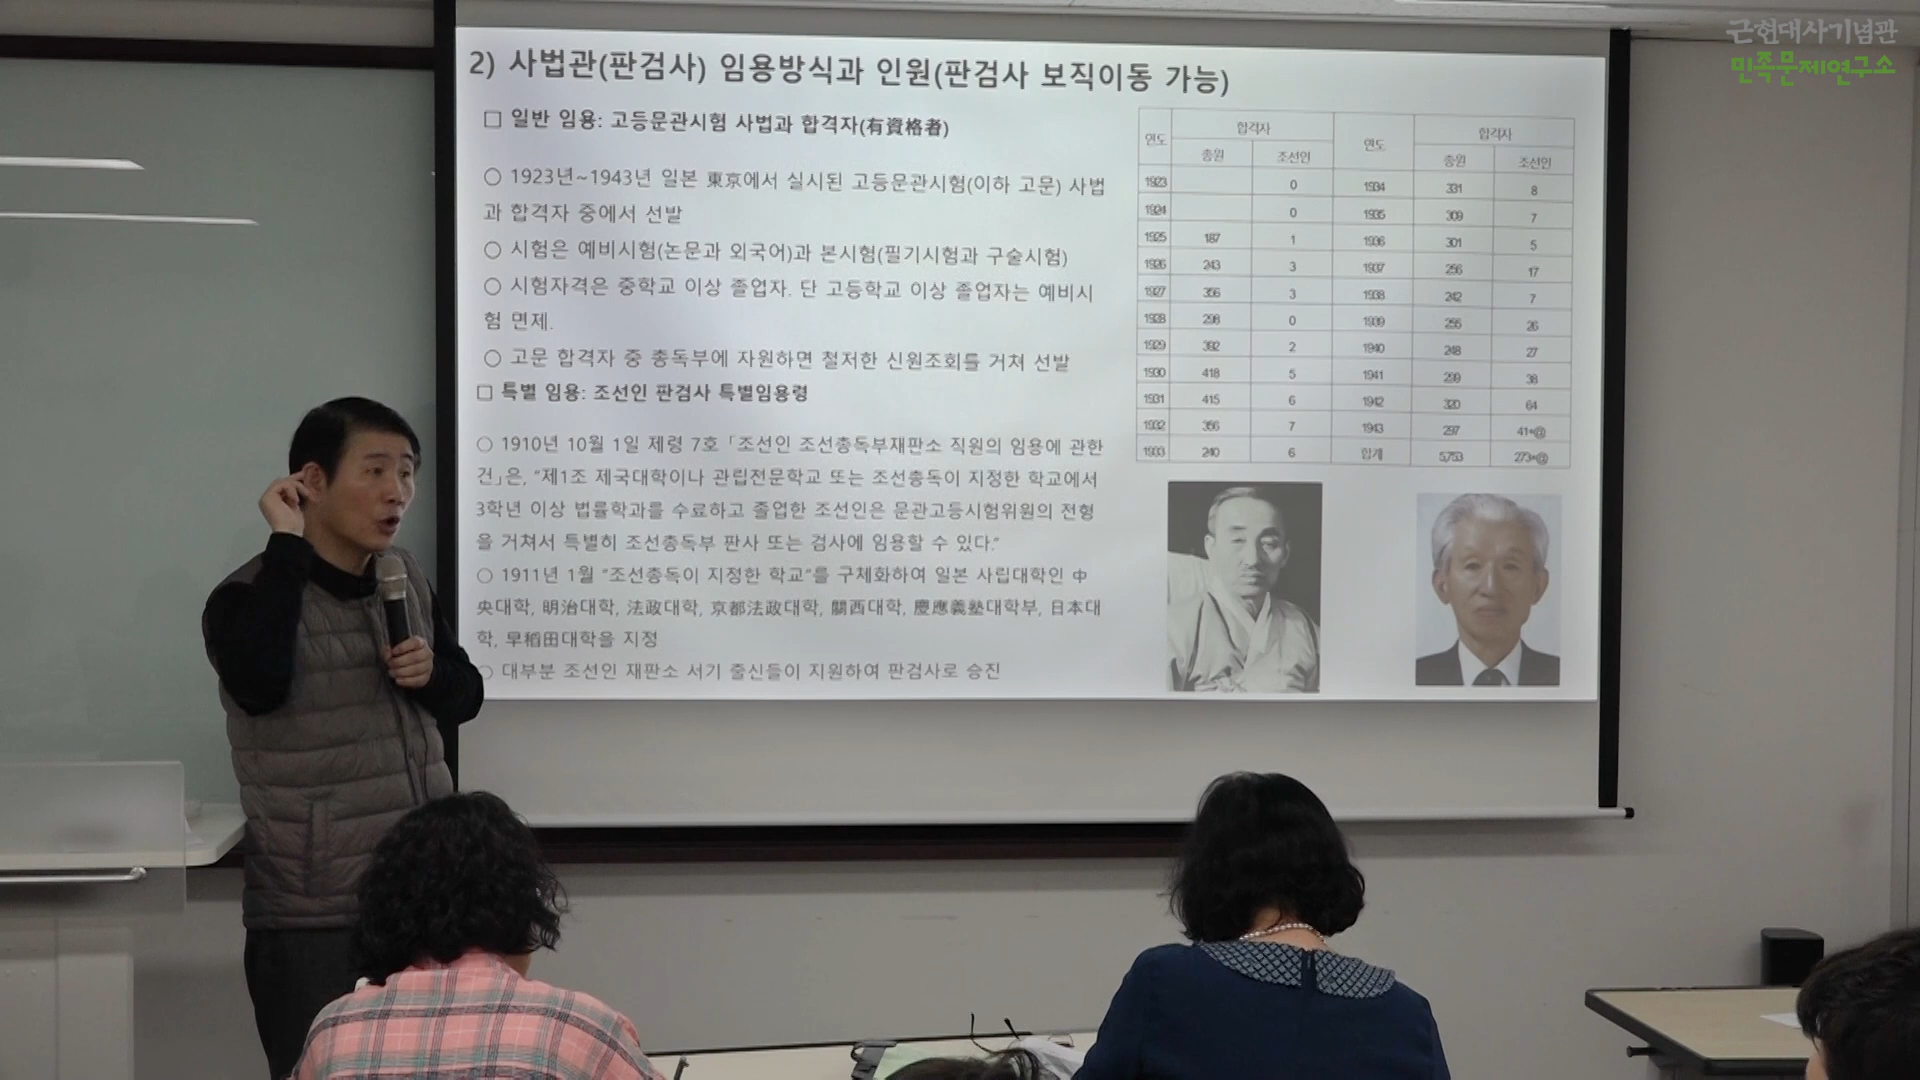 근현대사기념관
민족문제연구소
2) 사법관(판검사) 임용방식과 인원(판검사 보직이동 가능)
□ 일반 임용: 고등문관시험 사법과 합격자(有資格者)
○ 1923년~1943년 일본 東京에서 실시된 고등문관시험(이하 고문) 사법
과 합격자 중에서 선발
○ 시험은 예비시험(논문과 외국어)과 본시험(필기시험과 구술시험)
○ 시험자격은 중학교 이상 졸업자. 단 고등학교 이상 졸업자는 예비시
험 면제.
○ 고문 합격자 중 총독부에 자원하면 철저한 신원조회를 거쳐 선발
□ 특별 임용: 조선인 판검사 특별임용령
○ 1910년 10월 1일 제령 7호 「조선인 조선총독부재판소 직원의 임용에 관한
건」은, "제1조 제국대학이나 관립전문학교 또는 조선총독이 지정한 학교에서
3학년 이상 법률학과를 수료하고 졸업한 조선인은 문관고등시험위원의 전형
을 거쳐서 특별히 조선총독부 판사 또는 검사에 임용할 수 있다."
○ 1911년 1월 "조선총독이 지정한 학교"를 구체화하여 일본 사립대학인 中
央대학, 明治대학, 法政대학, 京都法政대학, 關西대학, 慶應義塾대학부, 日本대
학, 早稻田대학을 지정
○ 대부분 조선인 재판소 서기 출신들이 지원하여 판검사로 승진
연도 합격자 연도 합격자
총원 조선인 총원 조선인
1923 0 1934 331 8
1924 0 1935 309 7
1925 187 1 1936 301 5
1926 243 3 1937 256 17
1927 356 3 1938 242 7
1928 298 0 1939 255 26
1929 392 2 1940 248 27
1930 418 5 1941 299 38
1931 415 6 1942 320 64
1932 356 7 1943 297 41+@
1933 240 6 합계 5,753 273+@